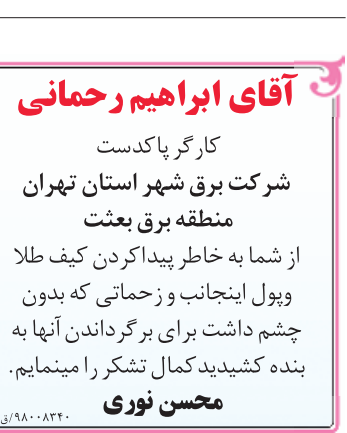 آقای ابراهیم رحمانی
کارگر پاکدست
شرکت برق شهر استان تهران
منطقه برق بعثت
از شما به خاطر پیداکردن کیف طلا
وپول اینجانب و زحماتی که بدون
چشم داشت برای برگرداندن آنها به
بنده کشیدید کمال تشکر را مینمایم.
محسن نوری
۹۸۰۰۸۳۴۰/ق